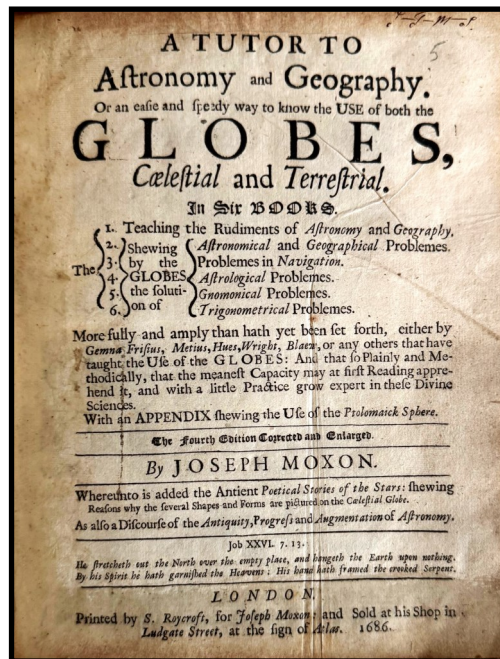 5
A TUTOR TO
Aſtronomy and Geography.
Or an eaſie and ſpeedy way to know the USE of both the
GLOBES,
Cœleſtial and Terreſtrial.
In Six BOOKS.
The
1. Teaching the Rudiments of Aſtronomy and Geography.
2. Aſtronomical and Geographical Problemes.
3. Problemes in Navigation.
4. Aſtrological Problemes.
5. Gnomonical Problemes.
6. Trigonometrical Problemes.
Shewing
by the
GLOBES
the ſoluti-
on of
More fully and amply than hath yet been ſet forth, either by
Gemna Friſius, Metius, Hues, Wright, Blaew, or any others that have
taught the Uſe of the GLOBES: And that ſo Plainly and Me-
thodically, that the meaneſt Capacity may at firſt Reading appre-
hend it, and with a little Practice grow expert in theſe Divine
Sciences.
With an APPENDIX ſhewing the Uſe of the Ptolomaick Sphere.
The Fourth Edition Corrected and Enlarged.
By JOSEPH MOXON.
Whereunto is added the Antient Poetical Stories of the Stars: ſhewing
Reaſons why the ſeveral Shapes and Forms are pictured on the Cœleſtial Globe.
As alſo a Diſcourſe of the Antiquity, Progreſs and Augmentation of Aſtronomy.
Job XXVI. 7. 13.
He ſtretcheth out the North over the empty place, and hangeth the Earth upon nothing.
By his Spirit he hath garniſhed the Heavens: His hand hath framed the crooked Serpent.
LONDON.
Printed by S. Roycroft, for Joſeph Moxon: and Sold at his Shop in
Ludgate Street, at the ſign of Atlas. 1686.